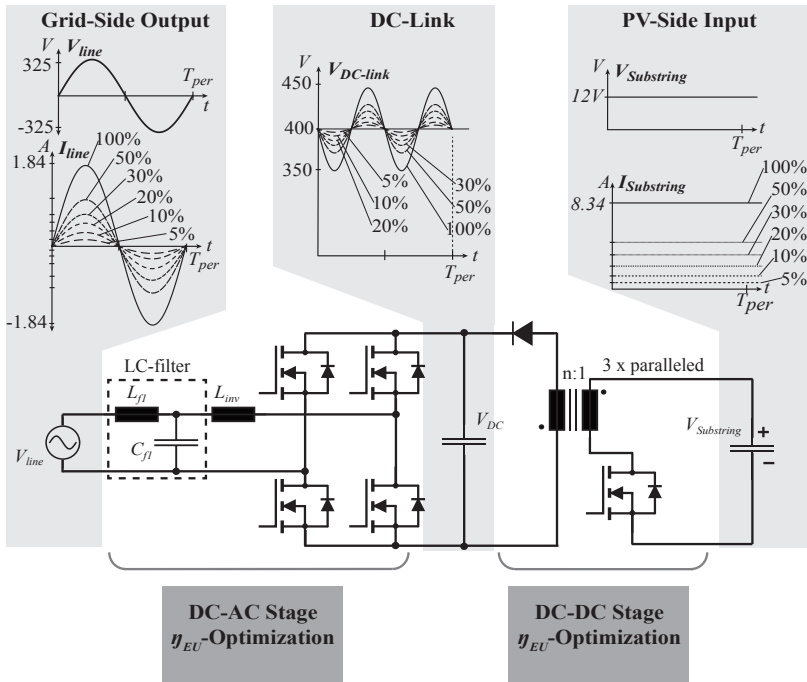 Grid-Side Output
V
V_line
325
-325
T_per
t
A
I_line
1.84
-1.84
100%
50%
30%
20%
10%
5%
t
T_per
DC-Link
V
V_DC-link
450
400
350
5%
10%
20%
30%
50%
100%
t
T_per
PV-Side Input
V
V_Substring
12V
t
T_per
A
I_Substring
8.34
100%
50%
30%
20%
10%
5%
t
T_per
LC-filter
L_f1
L_inv
C_f1
V_line
V_DC
n:1
3 x paralleled
V_Substring
+
-
DC-AC Stage
η_EU-Optimization
DC-DC Stage
η_EU-Optimization